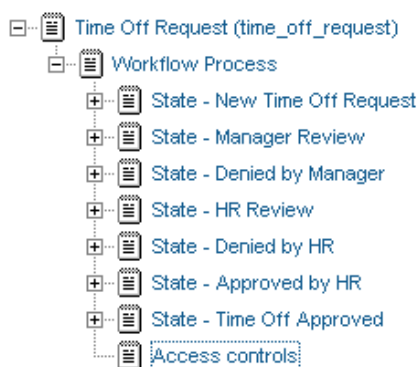 Time Off Request (time_off_request)
Workflow Process
State - New Time Off Request
State - Manager Review
State - Denied by Manager
State - HR Review
State - Denied by HR
State - Approved by HR
State - Time Off Approved
Access controls